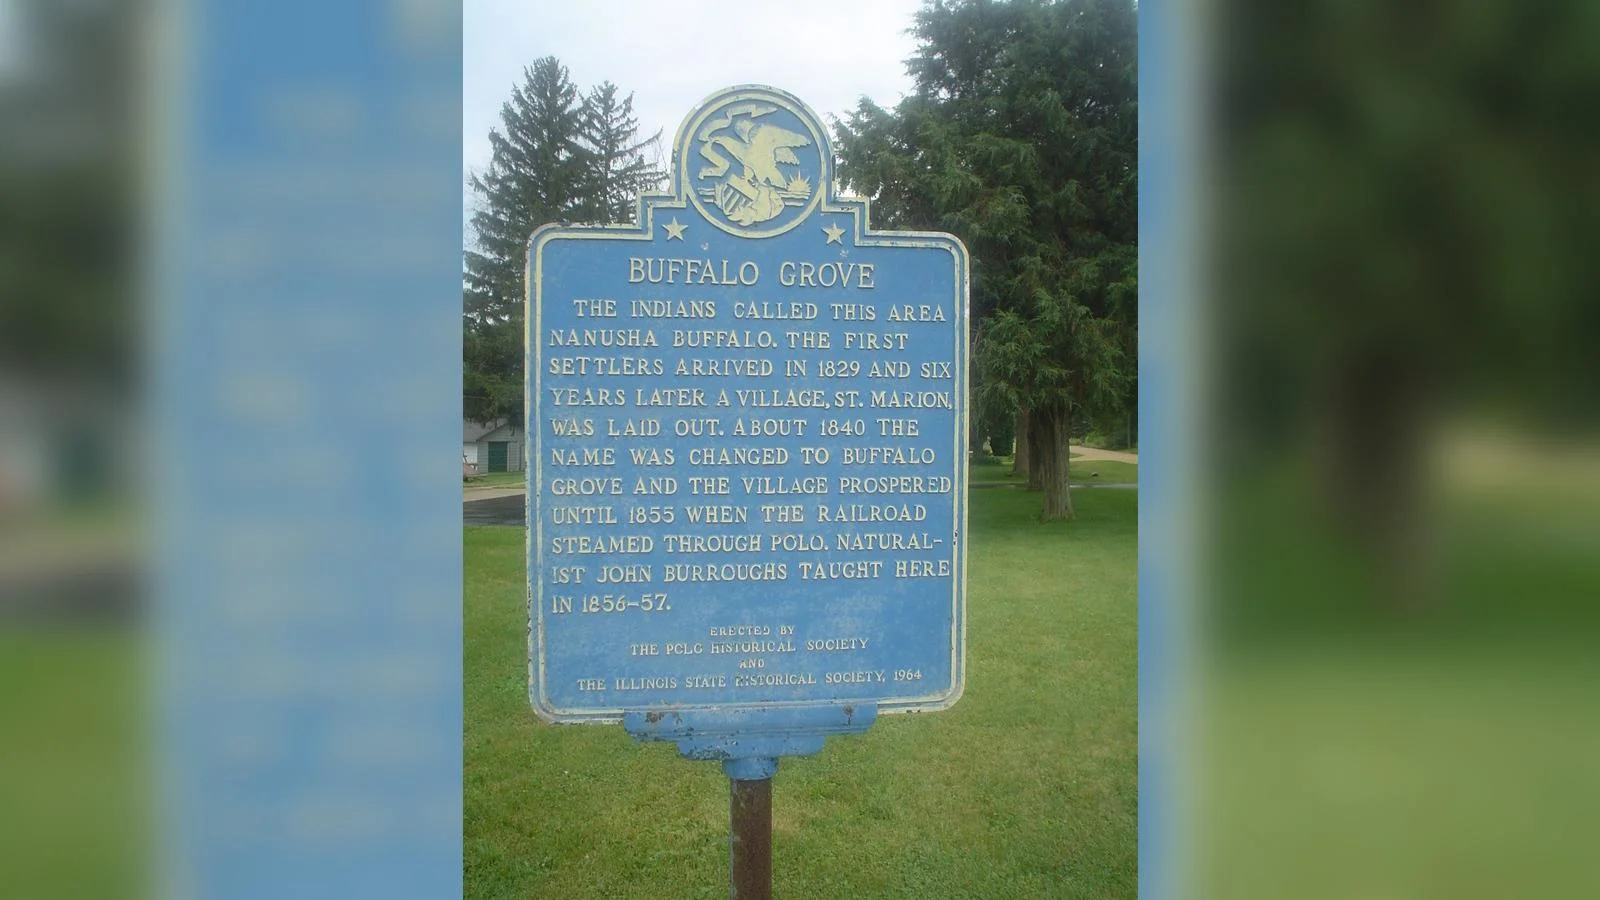 BUFFALO GROVE
THE INDIANS CALLED THIS AREA
NANUSHA BUFFALO. THE FIRST
SETTLERS ARRIVED IN 1829 AND SIX
YEARS LATER A VILLAGE, ST. MARION,
WAS LAID OUT. ABOUT 1840 THE
NAME WAS CHANGED TO BUFFALO
GROVE AND THE VILLAGE PROSPERED
UNTIL 1855 WHEN THE RAILROAD
STEAMED THROUGH POLO. NATURAL-
IST JOHN BURROUGHS TAUGHT HERE
IN 1856-57.
ERECTED BY
THE POLO HISTORICAL SOCIETY
AND
THE ILLINOIS STATE HISTORICAL SOCIETY, 1964